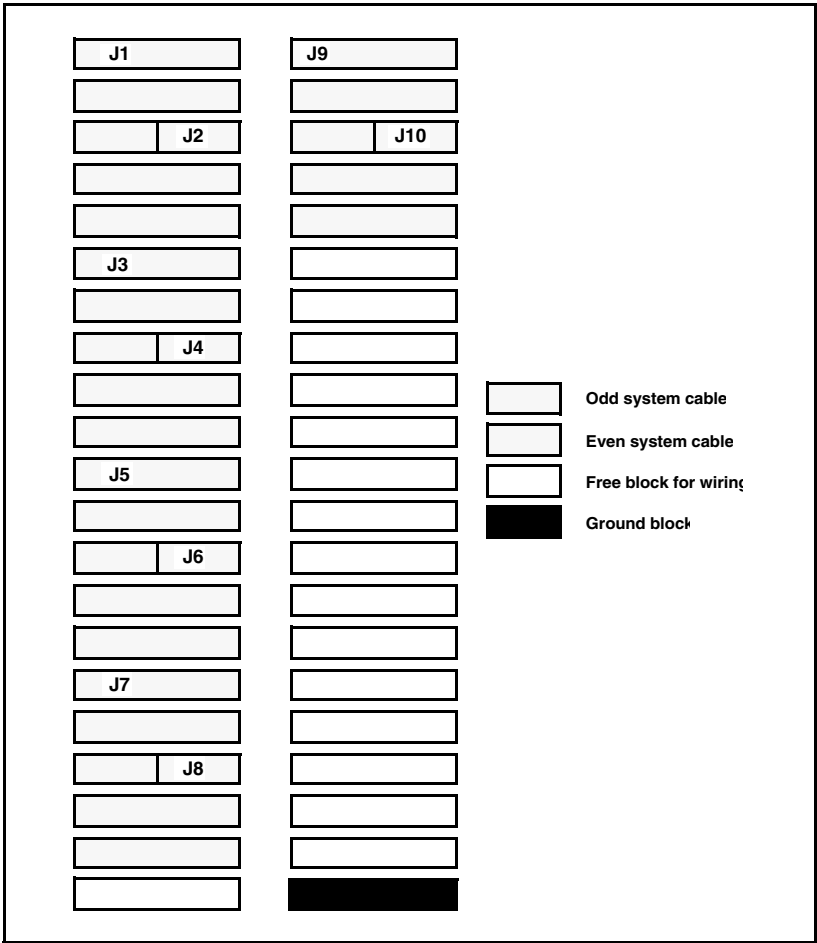 J1
J9
J2
J10
J3
J4
J5
J6
J7
J8
Odd system cable
Even system cable
Free block for wiring
Ground block